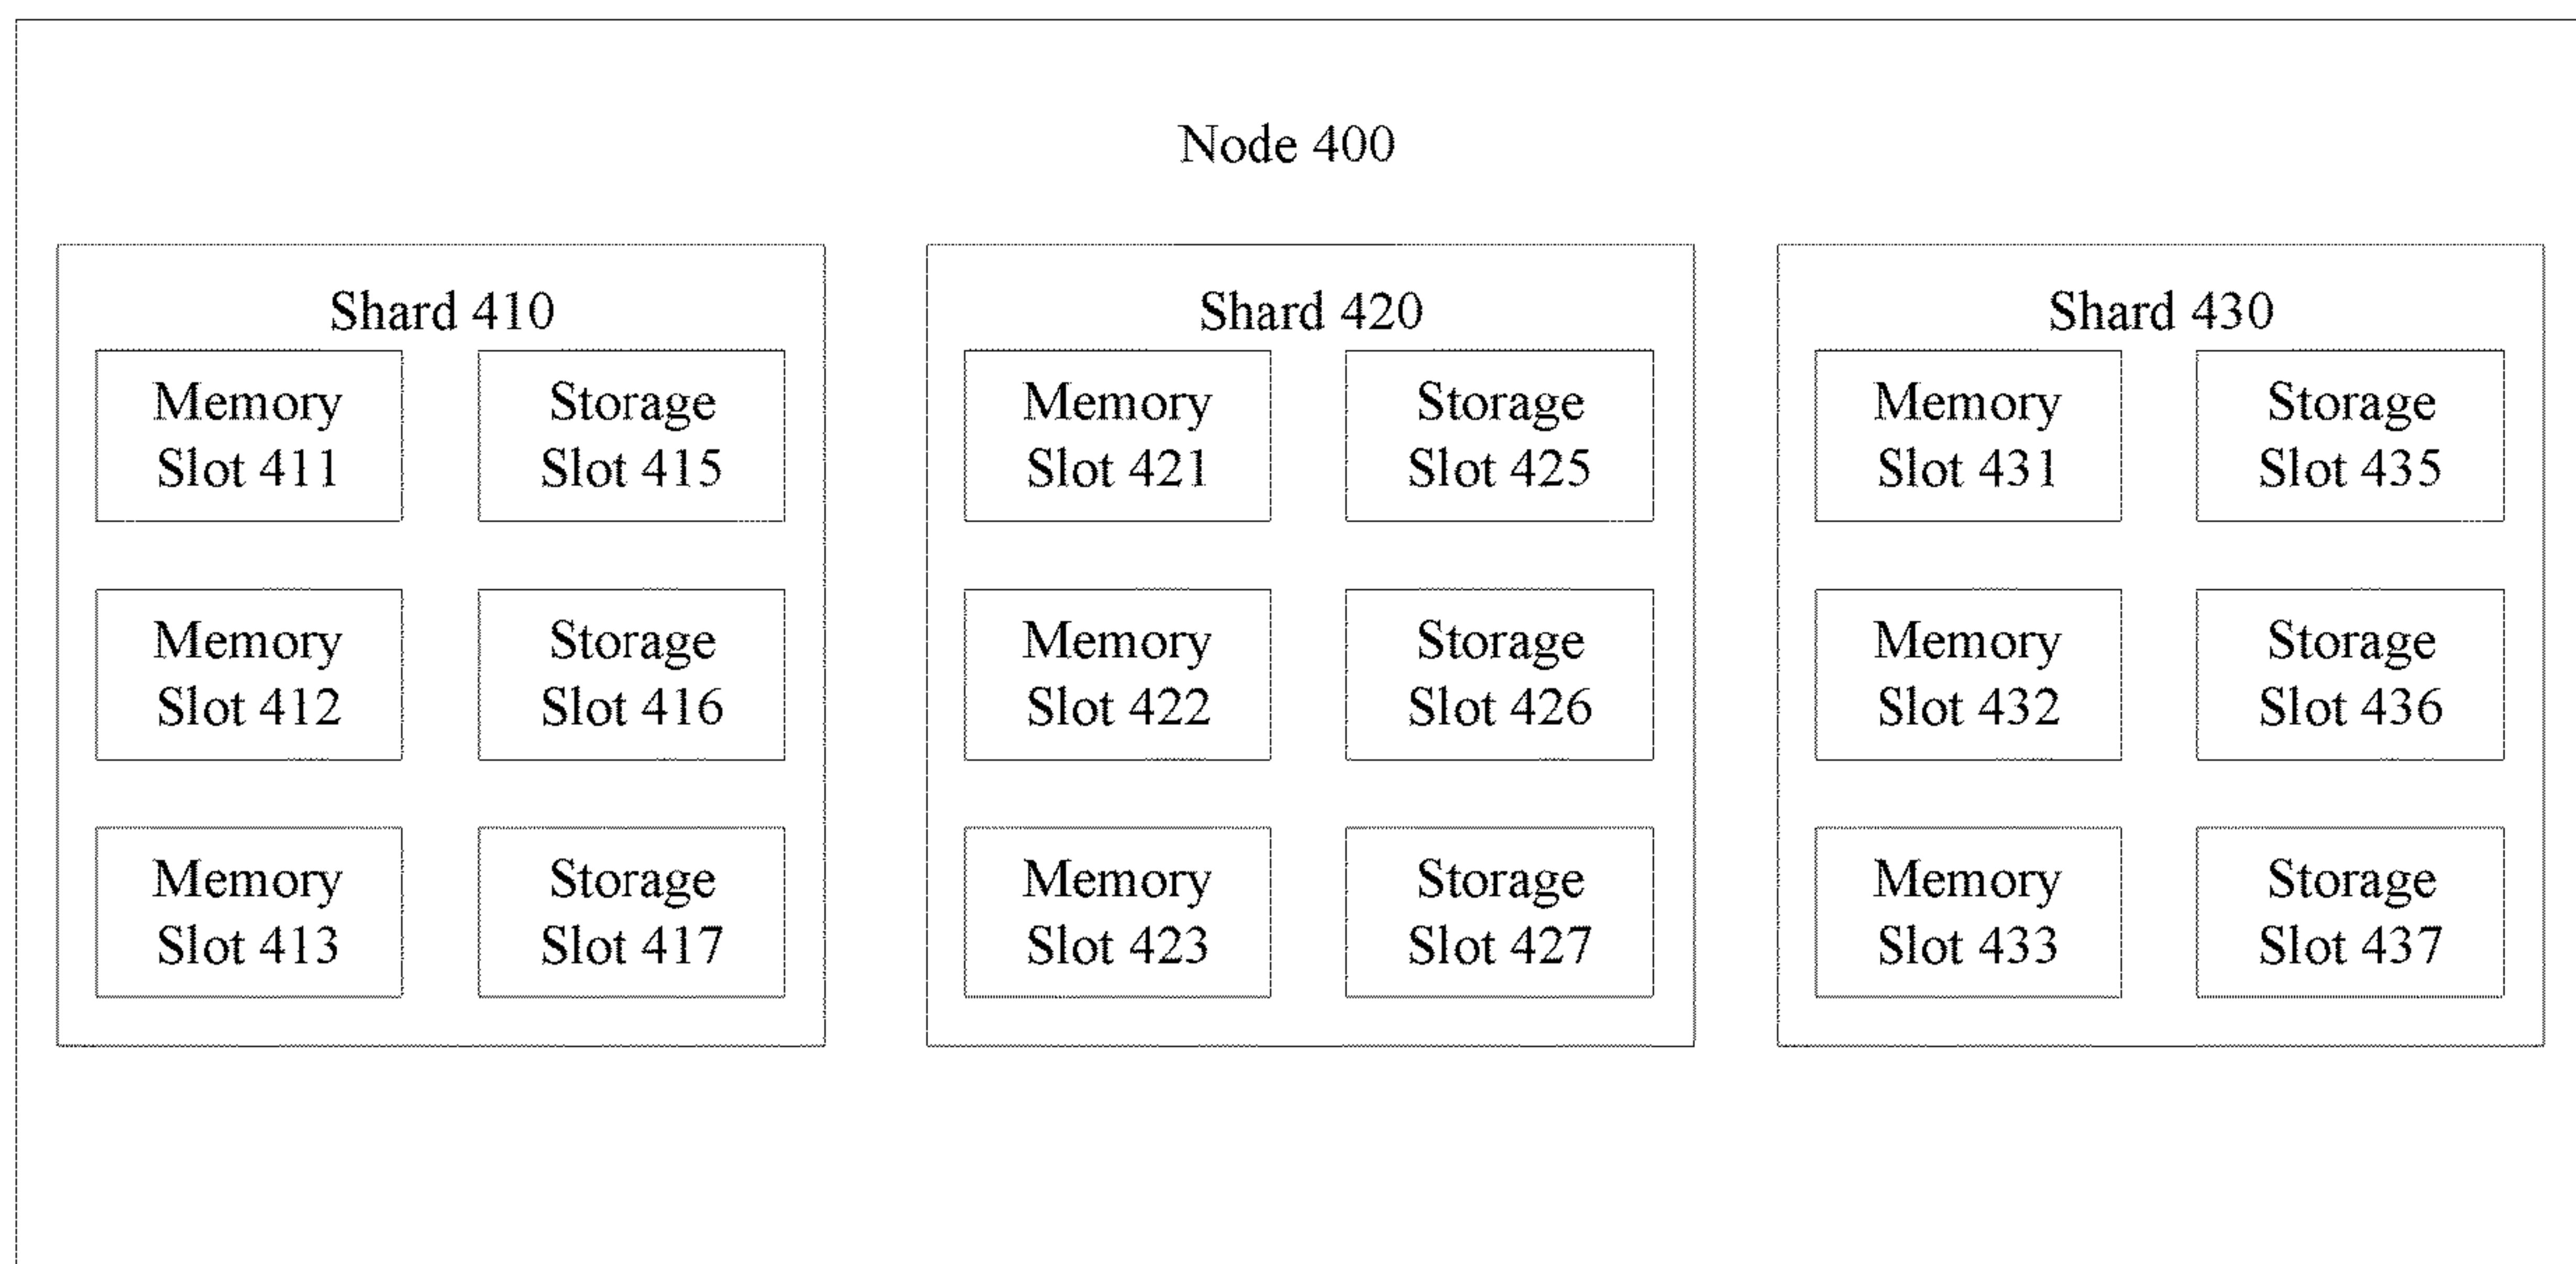 Node 400
Shard 410
Memory
Slot 411
Storage
Slot 415
Memory
Slot 412
Storage
Slot 416
Memory
Slot 413
Storage
Slot 417
Shard 420
Memory
Slot 421
Storage
Slot 425
Memory
Slot 422
Storage
Slot 426
Memory
Slot 423
Storage
Slot 427
Shard 430
Memory
Slot 431
Storage
Slot 435
Memory
Slot 432
Storage
Slot 436
Memory
Slot 433
Storage
Slot 437